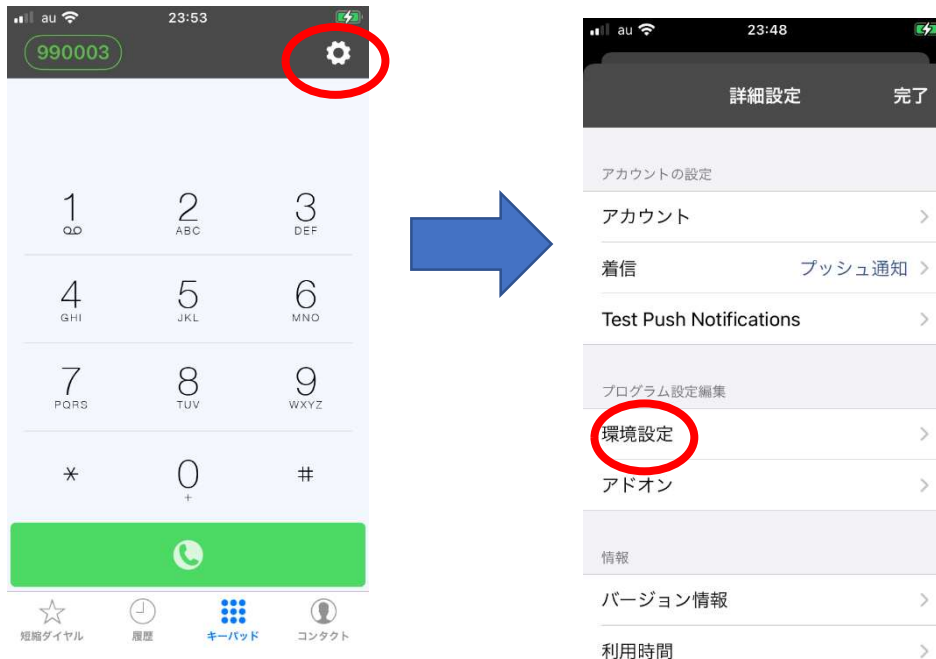 au 23:53
990003
1 2 3
ABC DEF
4 5 6
GHI JKL MNO
7 8 9
PQRS TUV WXYZ
* 0 #
+
短縮ダイヤル 履歴 キーパッド コンタクト
au 23:48
詳細設定 完了
アカウントの設定
アカウント
着信 プッシュ通知
Test Push Notifications
プログラム設定編集
環境設定
アドオン
情報
バージョン情報
利用時間